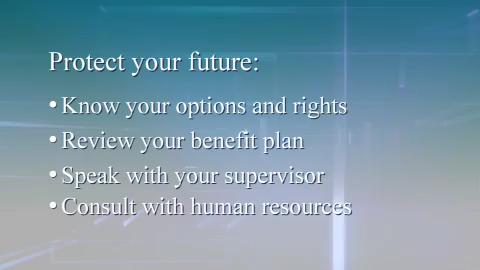 Protect your future:
• Know your options and rights
• Review your benefit plan
• Speak with your supervisor
• Consult with human resources